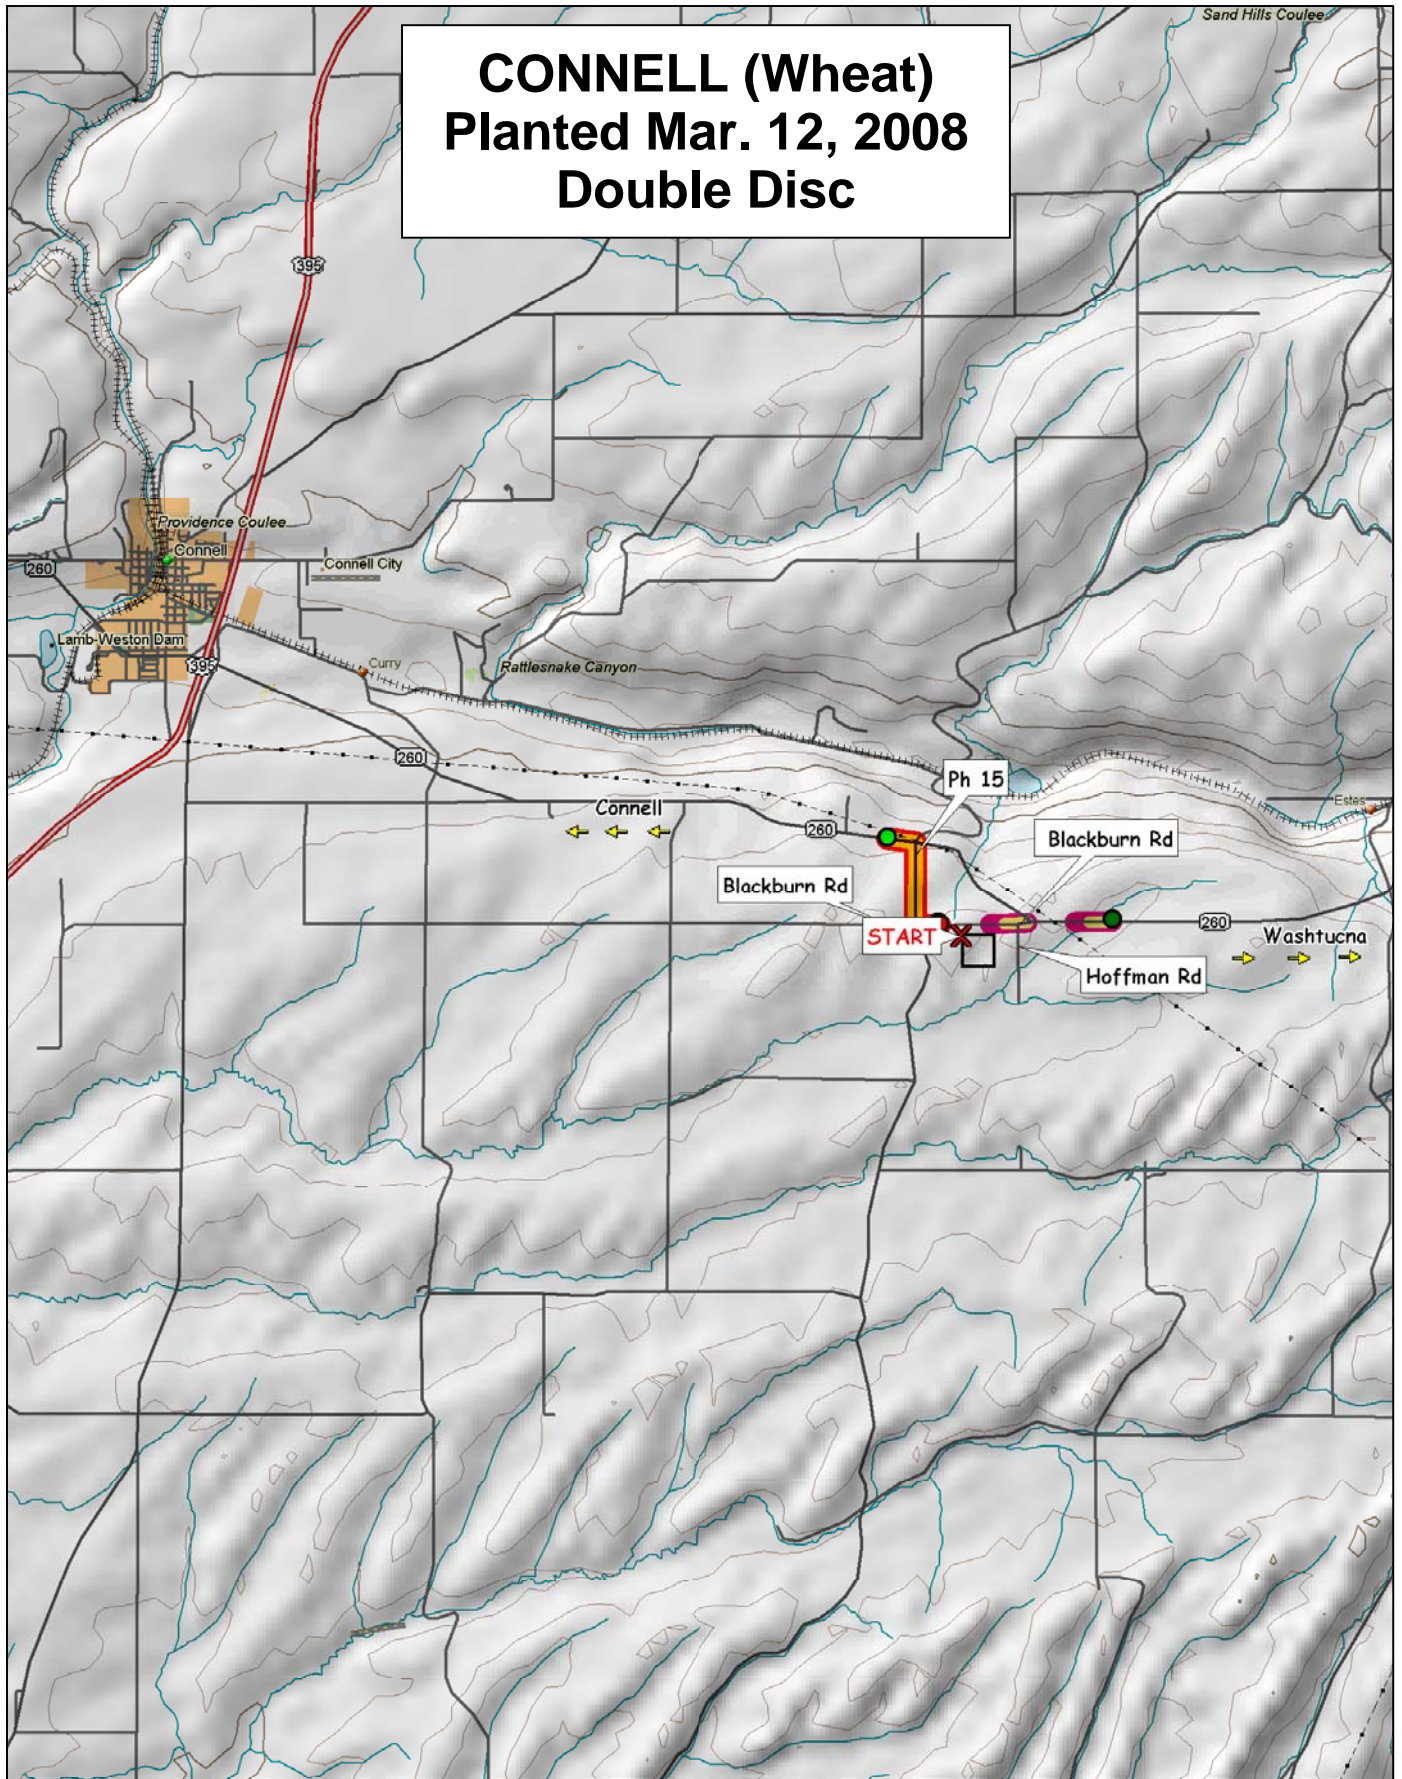 Sand Hills Coulee
CONNELL (Wheat)
Planted Mar. 12, 2008
Double Disc
395
Providence Coulee
Connell
260
Connell City
Lamb-Weston Dam
395
Curry
Rattlesnake Canyon
260
Ph 15
Connell
260
Estes
Blackburn Rd
Blackburn Rd
260
START
Washtucna
Hoffman Rd